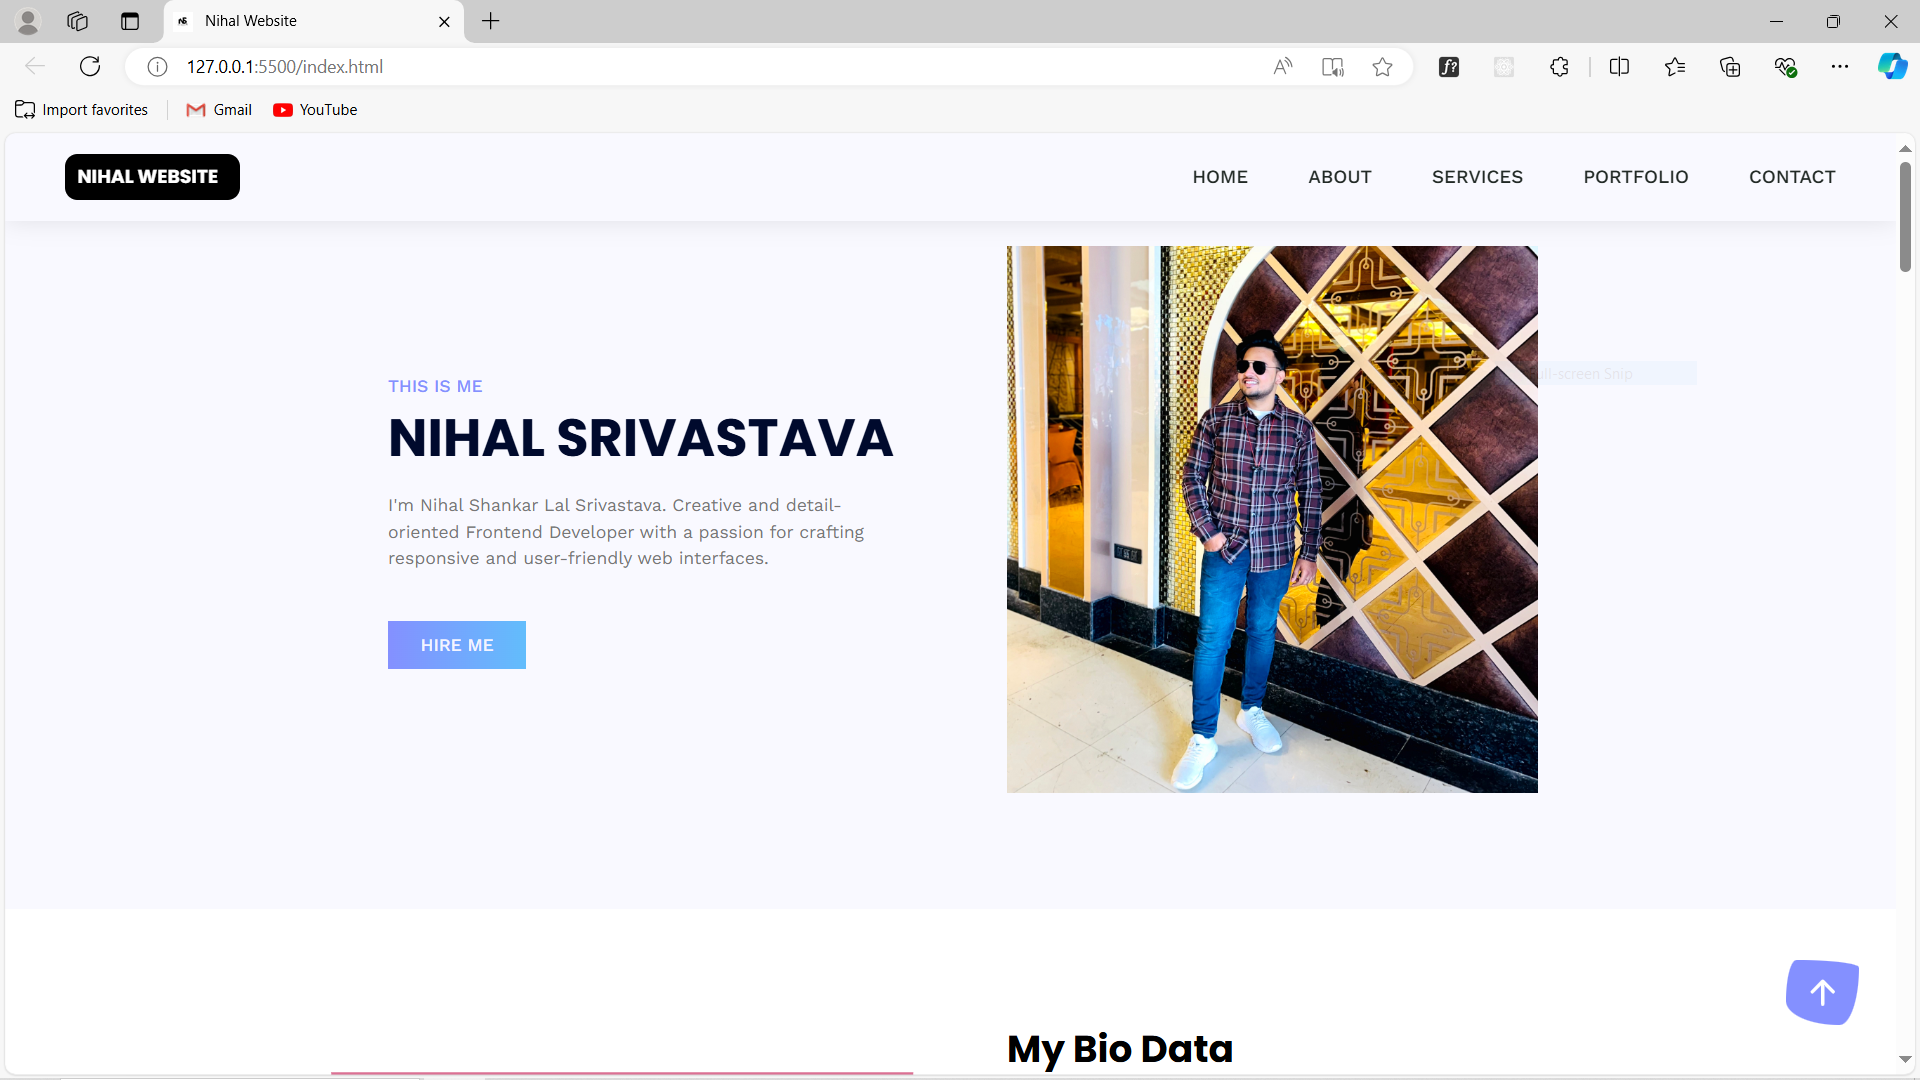 Nihal Website
127.0.0.1:5500/index.html
Import favorites
Gmail
YouTube
NIHAL WEBSITE
HOME
ABOUT
SERVICES
PORTFOLIO
CONTACT
THIS IS ME
NIHAL SRIVASTAVA
I'm Nihal Shankar Lal Srivastava. Creative and detail-
oriented Frontend Developer with a passion for crafting
responsive and user-friendly web interfaces.
HIRE ME
ull-screen Snip
My Bio Data